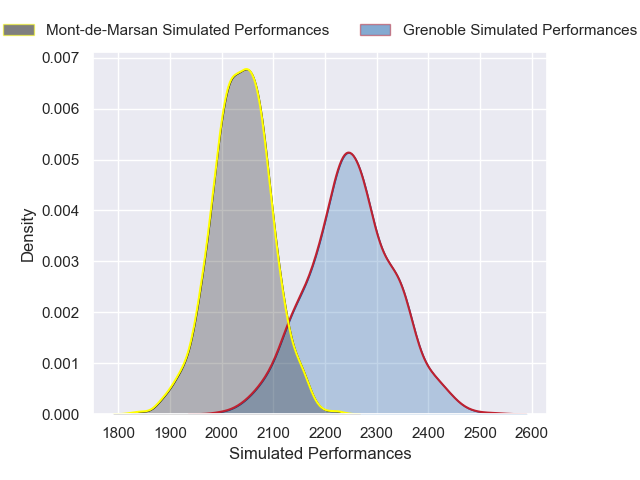 Mont-de-Marsan Simulated Performances Grenoble Simulated Performances
0.007
0.006
0.005
0.004
0.003
0.002
0.001
0.000
Density
1800 1900 2000 2100 2200 2300 2400 2500 2600
Simulated Performances